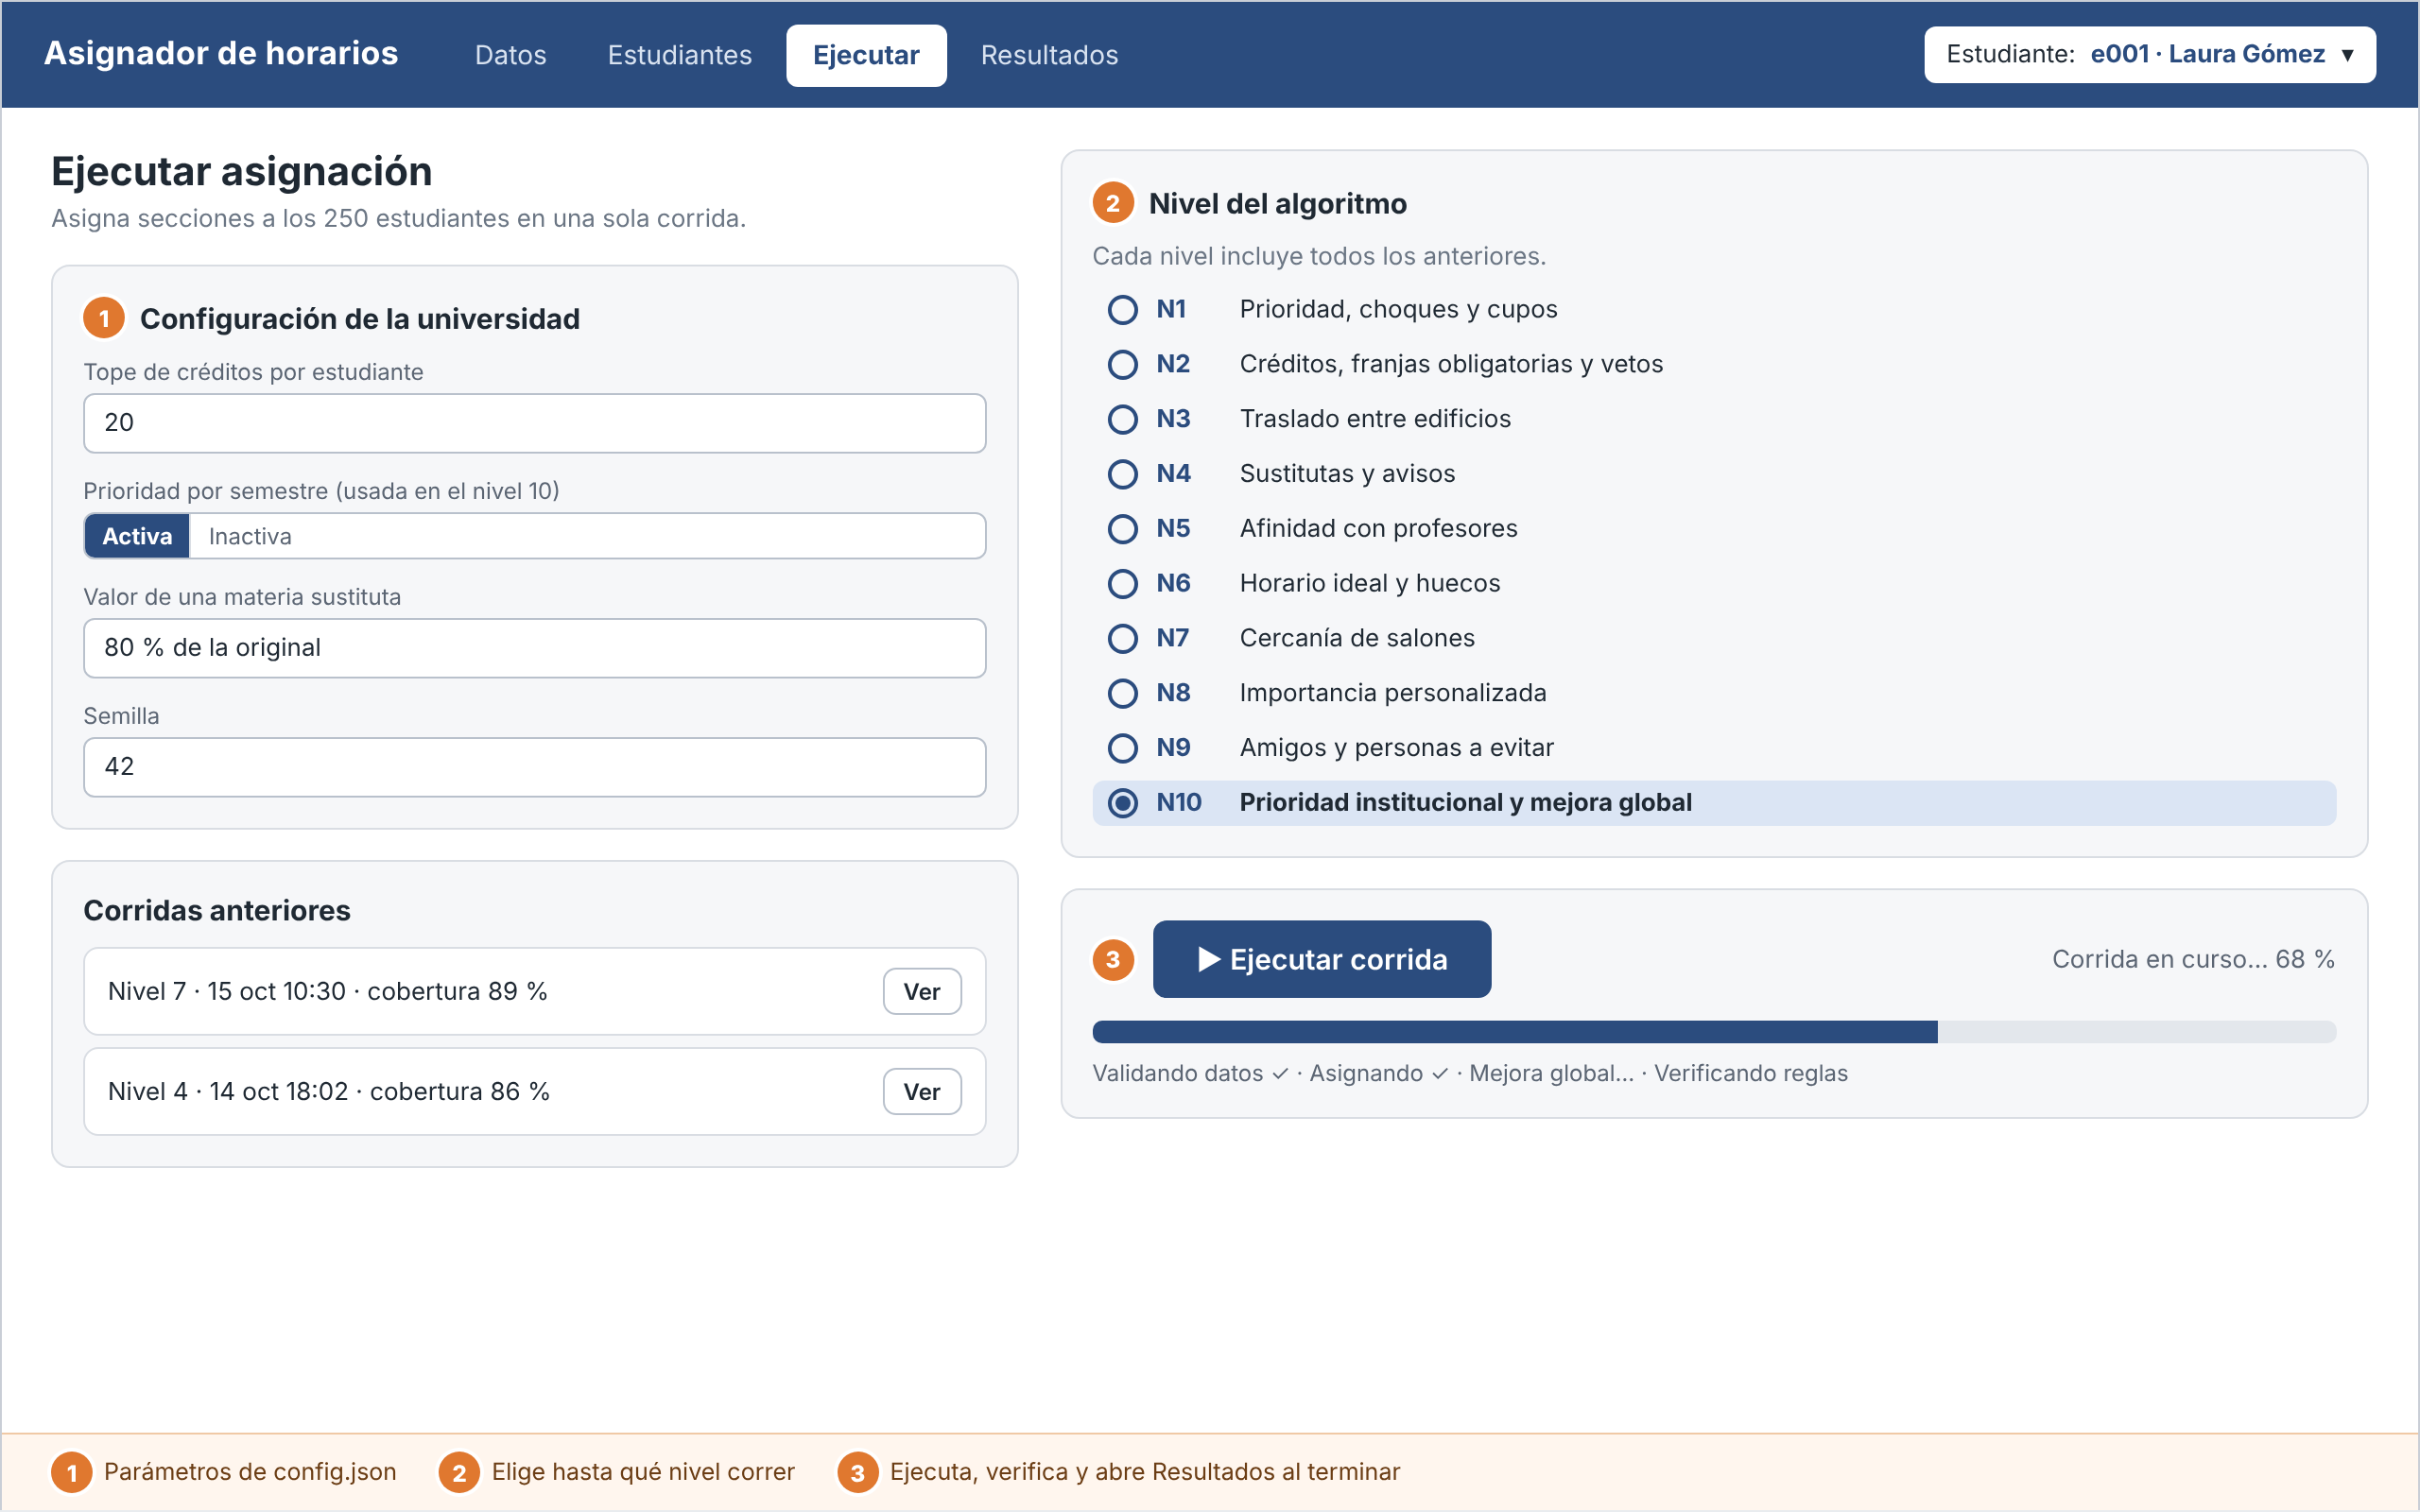 Asignador de horarios
Datos
Estudiantes
Ejecutar
Resultados
Estudiante: e001 · Laura Gómez ▼
Ejecutar asignación
Asigna secciones a los 250 estudiantes en una sola corrida.
1 Configuración de la universidad
Tope de créditos por estudiante
20
Prioridad por semestre (usada en el nivel 10)
Activa Inactiva
Valor de una materia sustituta
80 % de la original
Semilla
42
Corridas anteriores
Nivel 7 · 15 oct 10:30 · cobertura 89 % Ver
Nivel 4 · 14 oct 18:02 · cobertura 86 % Ver
2 Nivel del algoritmo
Cada nivel incluye todos los anteriores.
N1 Prioridad, choques y cupos
N2 Créditos, franjas obligatorias y vetos
N3 Traslado entre edificios
N4 Sustitutas y avisos
N5 Afinidad con profesores
N6 Horario ideal y huecos
N7 Cercanía de salones
N8 Importancia personalizada
N9 Amigos y personas a evitar
N10 Prioridad institucional y mejora global
3 ▶ Ejecutar corrida Corrida en curso... 68 %
Validando datos ✓ · Asignando ✓ · Mejora global... · Verificando reglas
1 Parámetros de config.json 2 Elige hasta qué nivel correr 3 Ejecuta, verifica y abre Resultados al terminar